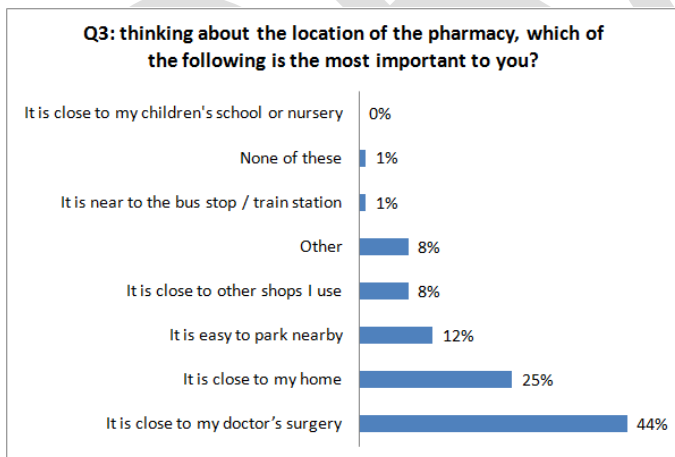 Q3: thinking about the location of the pharmacy, which of
the following is the most important to you?
It is close to my children's school or nursery 0%
None of these 1%
It is near to the bus stop / train station 1%
Other 8%
It is close to other shops I use 8%
It is easy to park nearby 12%
It is close to my home 25%
It is close to my doctor’s surgery 44%